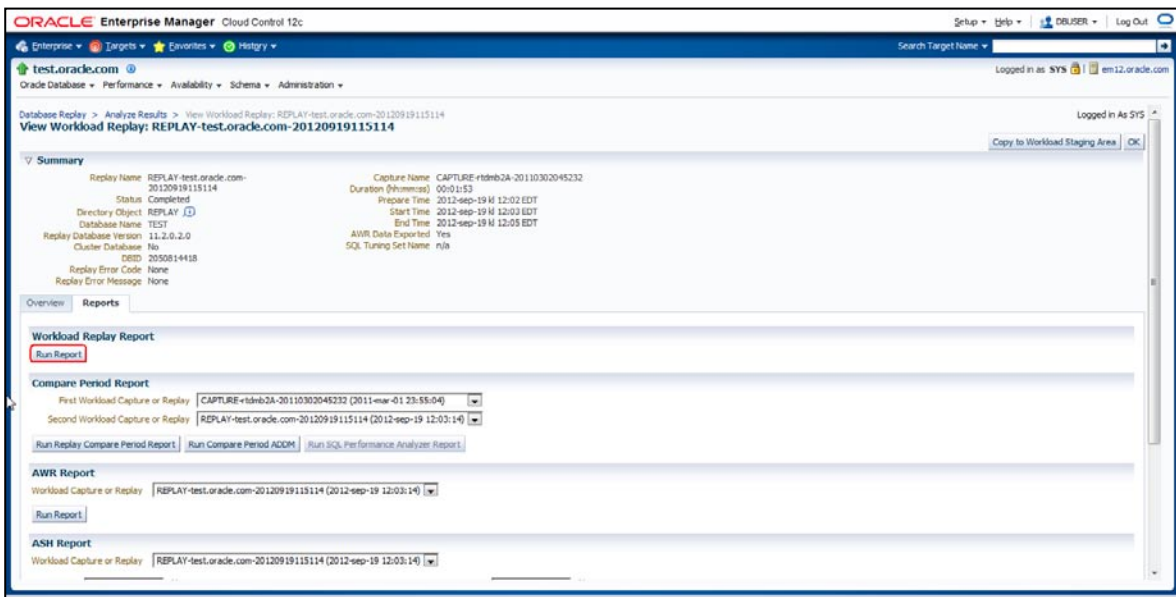 ORACLE Enterprise Manager Cloud Control 12c
Setup Help DBUSER Log Out
Enterprise Targets Favorites History
Search Target Name
test.oracle.com
Logged in as SYS em12.oracle.com
Oracle Database Performance Availability Schema Administration
Database Replay > Analyze Results > View Workload Replay: REPLAY-test.oracle.com-20120919115114
Logged in As SYS
View Workload Replay: REPLAY-test.oracle.com-20120919115114
Copy to Workload Staging Area OK
Summary
Replay Name REPLAY-test.oracle.com-20120919115114
Status Completed
Directory Object REPLAY
Database Name TEST
Replay Database Version 11.2.0.2.0
Cluster Database No
DBID 2050814418
Replay Error Code None
Replay Error Message None
Capture Name CAPTURE-rtdmb2A-20110302045232
Duration (hh:mm:ss) 00:01:53
Prepare Time 2012-sep-19 kl 12:02 EDT
Start Time 2012-sep-19 kl 12:03 EDT
End Time 2012-sep-19 kl 12:05 EDT
AWR Data Exported Yes
SQL Tuning Set Name n/a
Overview Reports
Workload Replay Report
Run Report
Compare Period Report
First Workload Capture or Replay CAPTURE-rtdmb2A-20110302045232 (2011-mar-01 23:55:04)
Second Workload Capture or Replay REPLAY-test.oracle.com-20120919115114 (2012-sep-19 12:03:14)
Run Replay Compare Period Report Run Compare Period ADDM Run SQL Performance Analyzer Report
AWR Report
Workload Capture or Replay REPLAY-test.oracle.com-20120919115114 (2012-sep-19 12:03:14)
Run Report
ASH Report
Workload Capture or Replay REPLAY-test.oracle.com-20120919115114 (2012-sep-19 12:03:14)